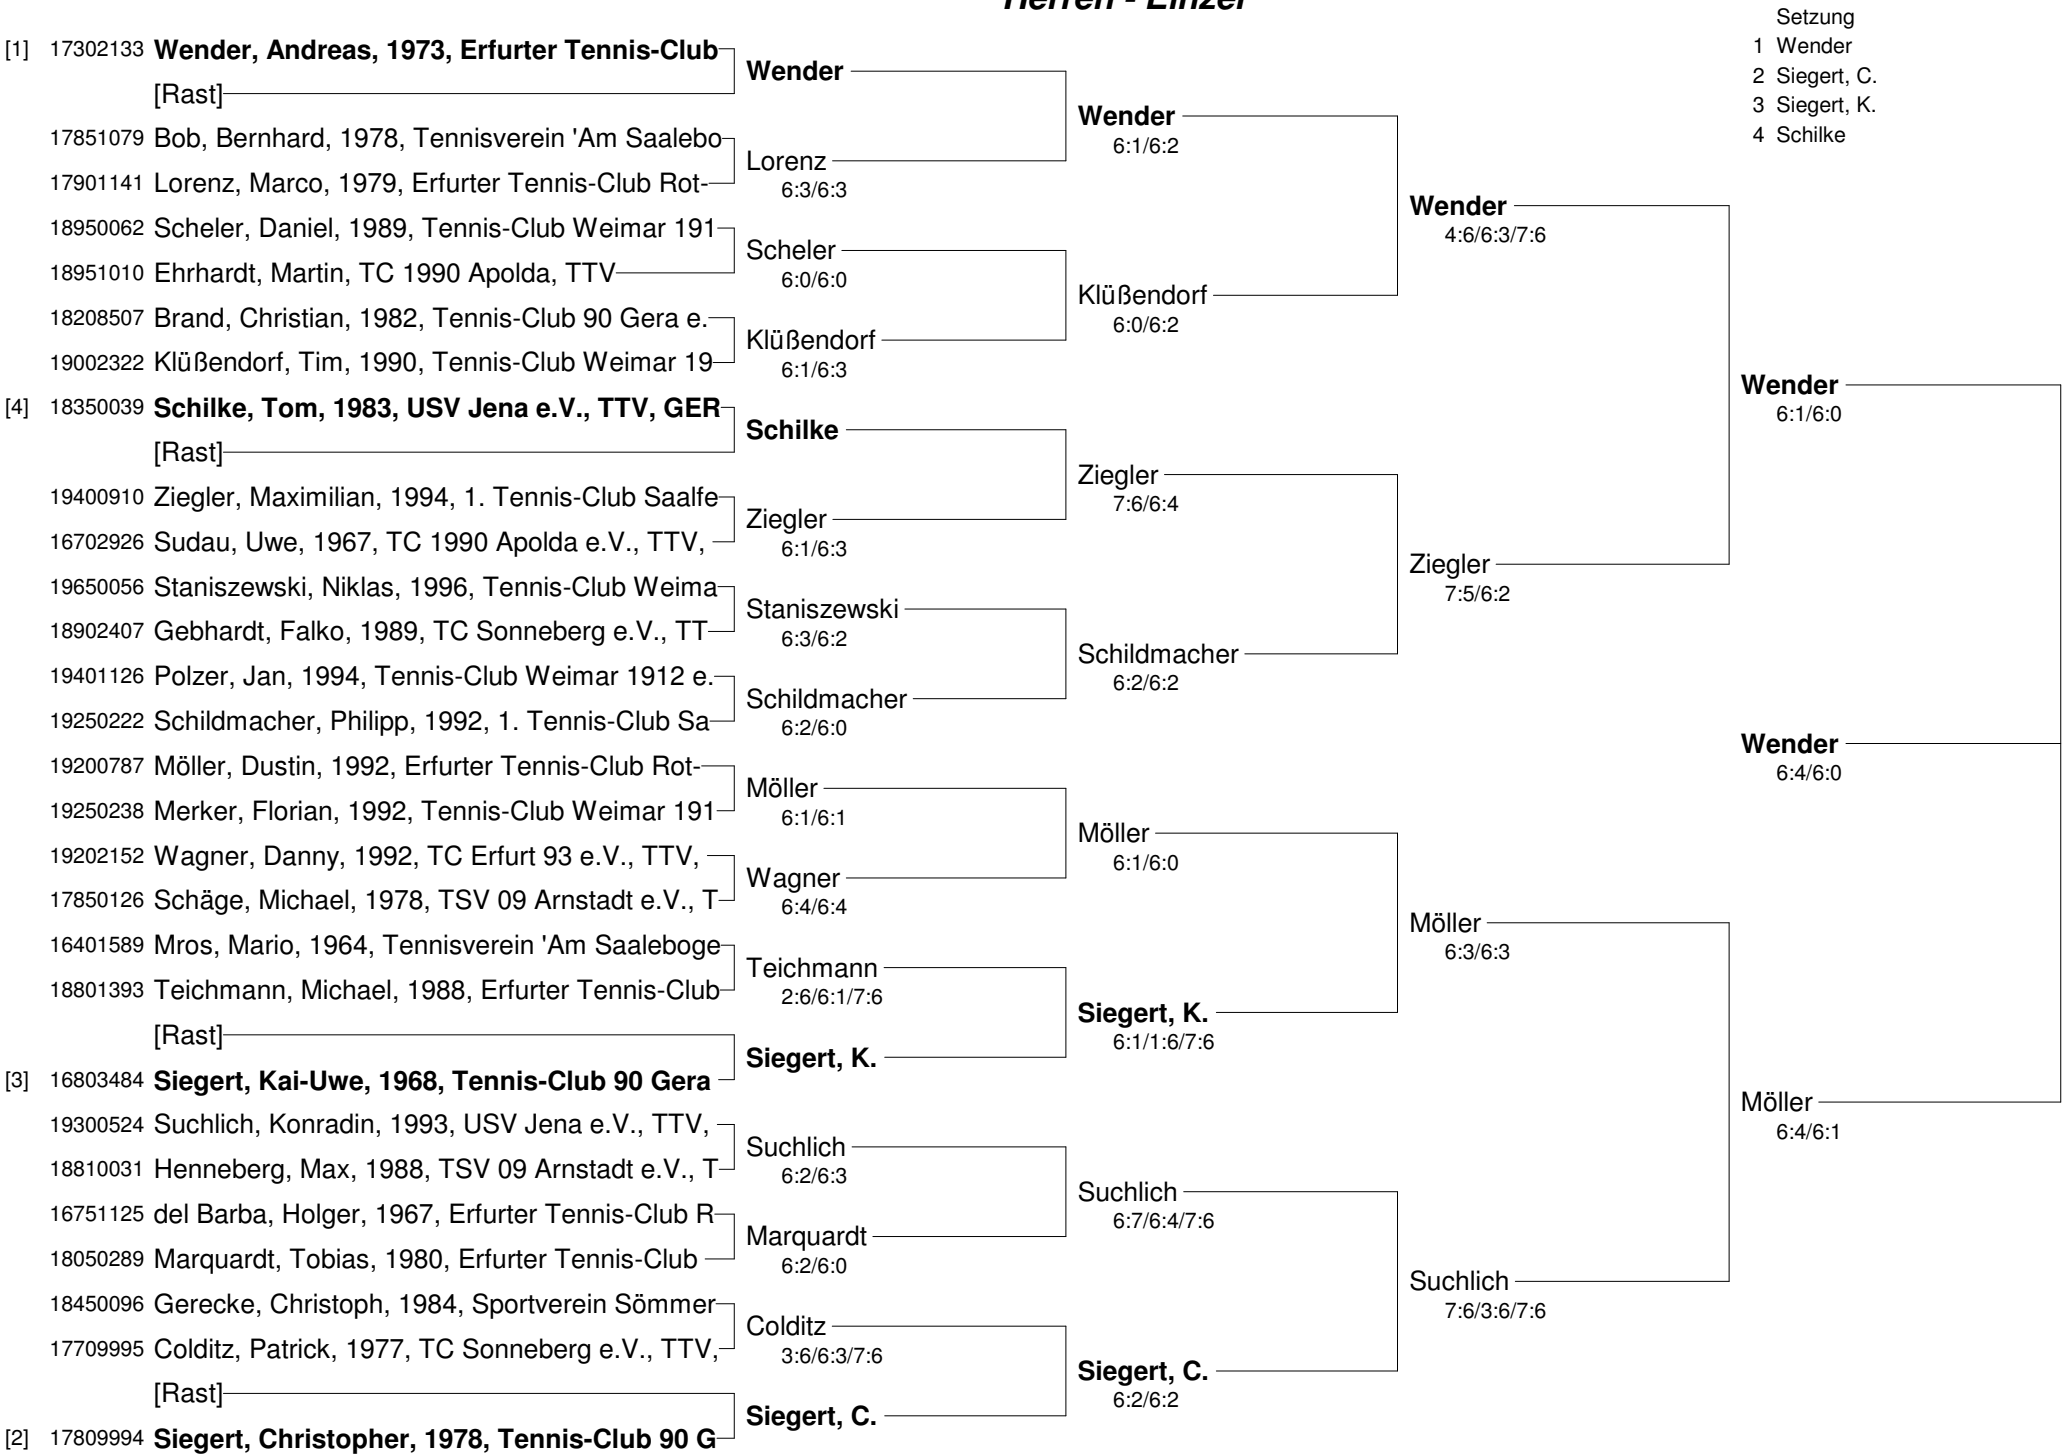 Herren - Einzel
Setzung
1 Wender
2 Siegert, C.
3 Siegert, K.
4 Schilke
[1] 17302133 Wender, Andreas, 1973, Erfurter Tennis-Club
[Rast]
17851079 Bob, Bernhard, 1978, Tennisverein 'Am Saalebo
17901141 Lorenz, Marco, 1979, Erfurter Tennis-Club Rot-
18950062 Scheler, Daniel, 1989, Tennis-Club Weimar 191
18951010 Ehrhardt, Martin, TC 1990 Apolda, TTV
18208507 Brand, Christian, 1982, Tennis-Club 90 Gera e.
19002322 Klüßendorf, Tim, 1990, Tennis-Club Weimar 19
[4] 18350039 Schilke, Tom, 1983, USV Jena e.V., TTV, GER
[Rast]
19400910 Ziegler, Maximilian, 1994, 1. Tennis-Club Saalfe
16702926 Sudau, Uwe, 1967, TC 1990 Apolda e.V., TTV,
19650056 Staniszewski, Niklas, 1996, Tennis-Club Weima
18902407 Gebhardt, Falko, 1989, TC Sonneberg e.V., TT
19401126 Polzer, Jan, 1994, Tennis-Club Weimar 1912 e.
19250222 Schildmacher, Philipp, 1992, 1. Tennis-Club Sa
19200787 Möller, Dustin, 1992, Erfurter Tennis-Club Rot-
19250238 Merker, Florian, 1992, Tennis-Club Weimar 191
19202152 Wagner, Danny, 1992, TC Erfurt 93 e.V., TTV,
17850126 Schäge, Michael, 1978, TSV 09 Arnstadt e.V., T
16401589 Mros, Mario, 1964, Tennisverein 'Am Saaleboge
18801393 Teichmann, Michael, 1988, Erfurter Tennis-Club
[Rast]
[3] 16803484 Siegert, Kai-Uwe, 1968, Tennis-Club 90 Gera
19300524 Suchlich, Konradin, 1993, USV Jena e.V., TTV,
18810031 Henneberg, Max, 1988, TSV 09 Arnstadt e.V., T
16751125 del Barba, Holger, 1967, Erfurter Tennis-Club R
18050289 Marquardt, Tobias, 1980, Erfurter Tennis-Club
18450096 Gerecke, Christoph, 1984, Sportverein Sömmer
17709995 Colditz, Patrick, 1977, TC Sonneberg e.V., TTV,
[Rast]
[2] 17809994 Siegert, Christopher, 1978, Tennis-Club 90 G
Wender
Lorenz
6:3/6:3
Scheler
6:0/6:0
Klüßendorf
6:1/6:3
Schilke
Ziegler
6:1/6:3
Staniszewski
6:3/6:2
Schildmacher
6:2/6:0
Möller
6:1/6:1
Wagner
6:4/6:4
Teichmann
2:6/6:1/7:6
Siegert, K.
Suchlich
6:2/6:3
Marquardt
6:2/6:0
Colditz
3:6/6:3/7:6
Siegert, C.
Wender
6:1/6:2
Klüßendorf
6:0/6:2
Ziegler
7:6/6:4
Schildmacher
6:2/6:2
Möller
6:1/6:0
Siegert, K.
6:1/1:6/7:6
Suchlich
6:7/6:4/7:6
Siegert, C.
6:2/6:2
Wender
4:6/6:3/7:6
Ziegler
7:5/6:2
Möller
6:3/6:3
Suchlich
7:6/3:6/7:6
Wender
6:1/6:0
Wender
6:4/6:0
Möller
6:4/6:1